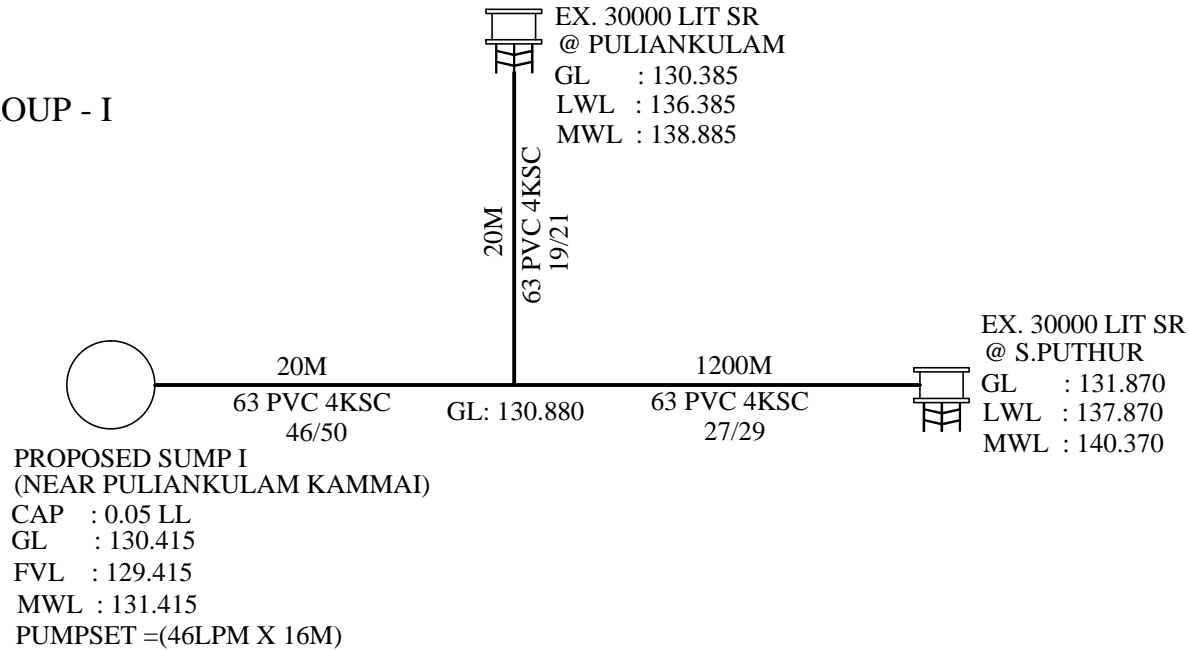 EX. 30000 LIT SR
@ PULIANKULAM
GL : 130.385
LWL : 136.385
MWL : 138.885
OUP - I
20M
63 PVC 4KSC
19/21
20M
63 PVC 4KSC
46/50
GL: 130.880
1200M
63 PVC 4KSC
27/29
EX. 30000 LIT SR
@ S.PUTHUR
GL : 131.870
LWL : 137.870
MWL : 140.370
PROPOSED SUMP I
(NEAR PULIANKULAM KAMMAI)
CAP : 0.05 LL
GL : 130.415
FVL : 129.415
MWL : 131.415
PUMPSET =(46LPM X 16M)